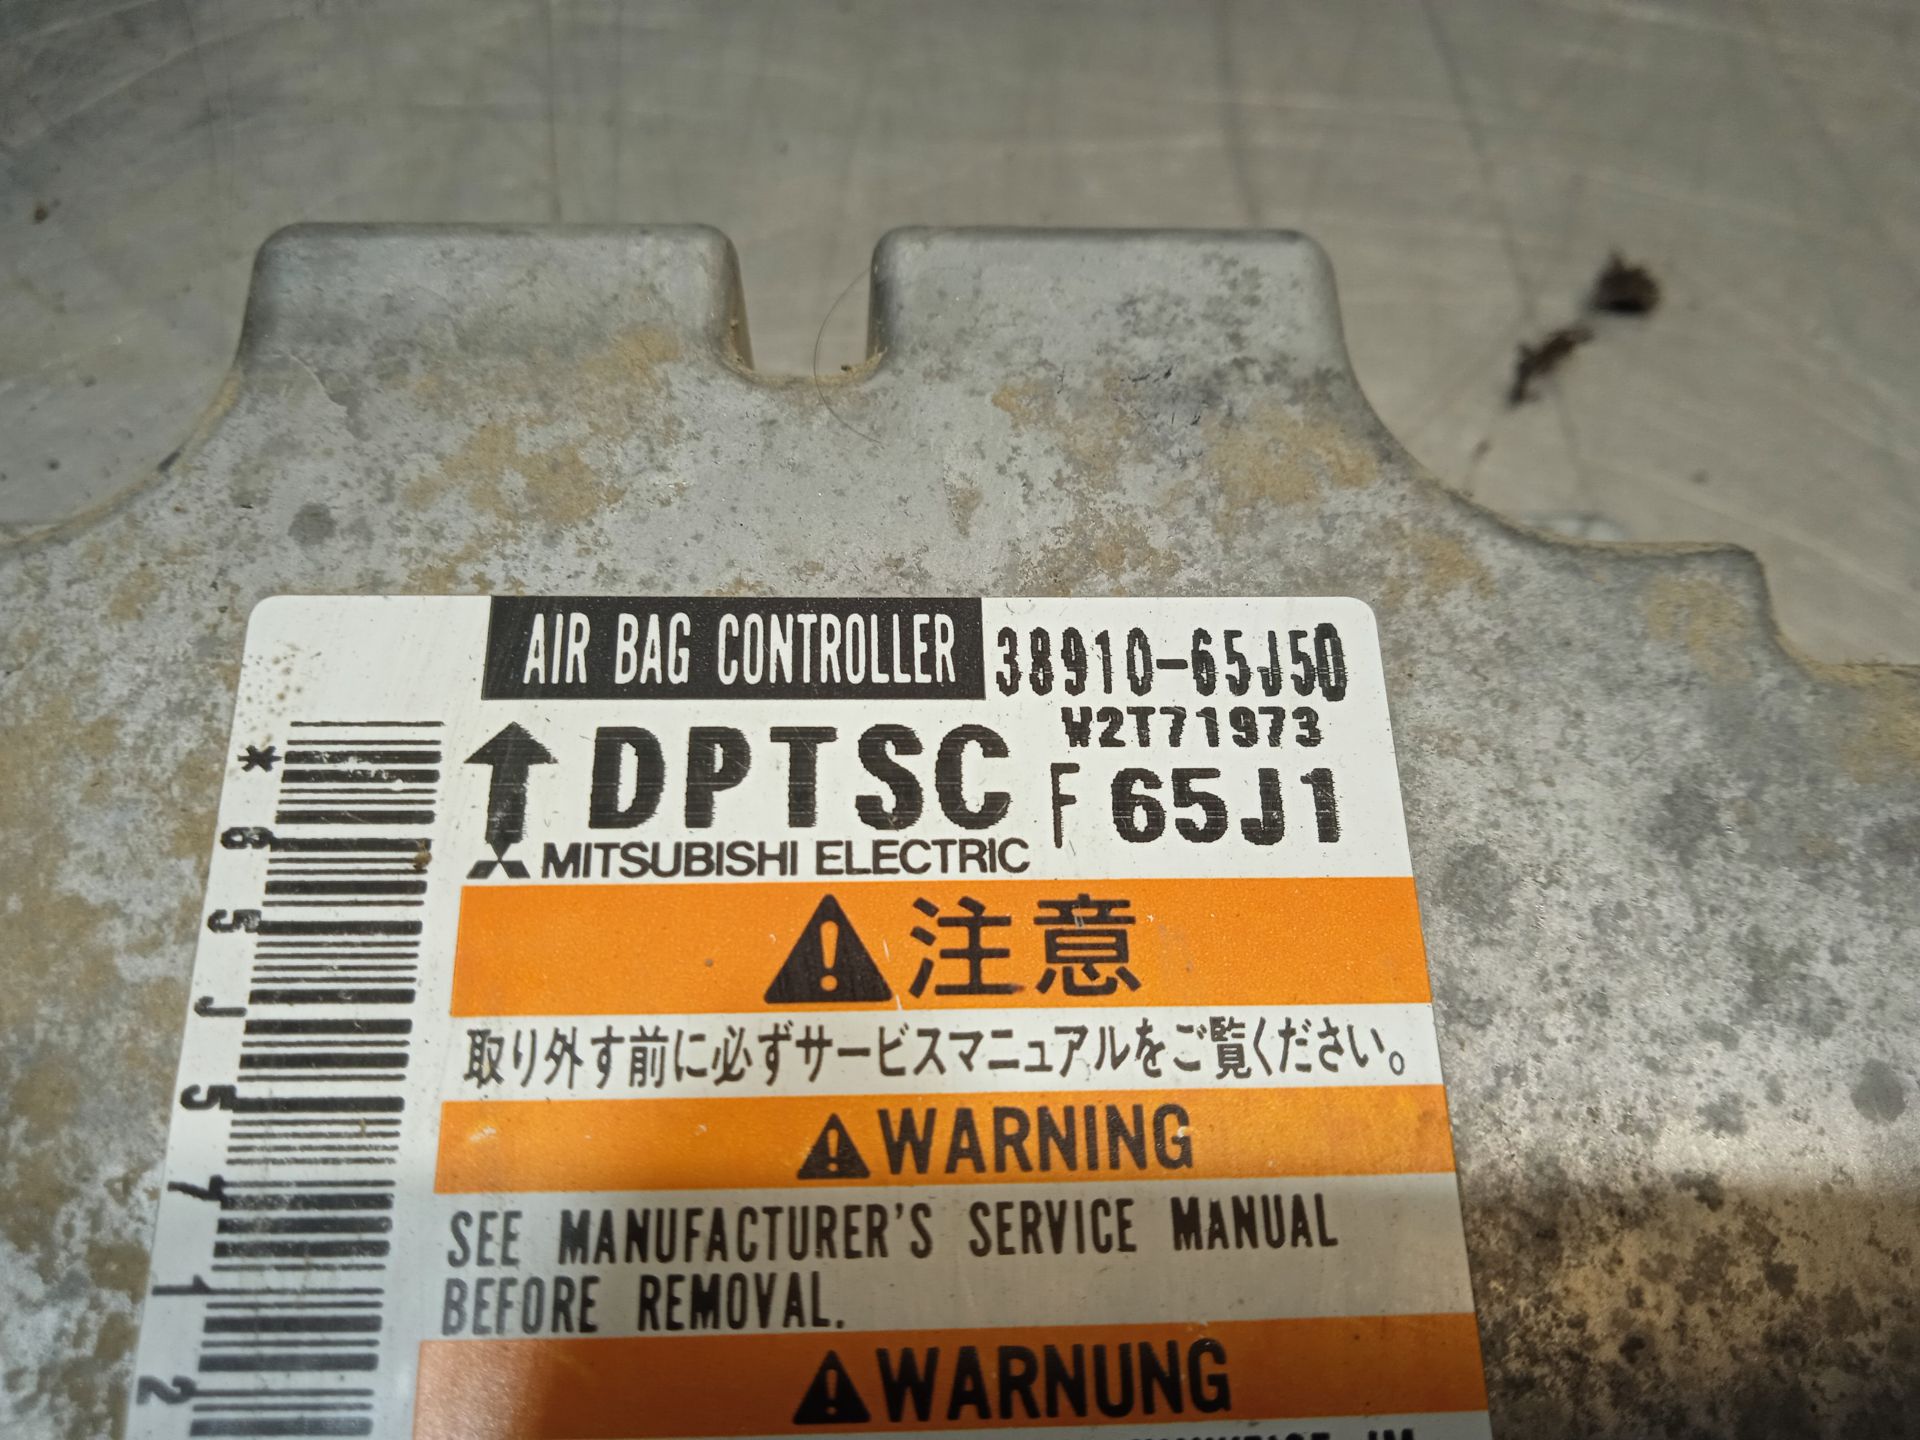 AIR BAG CONTROLLER 38910-65J50
W2T71973
DPTSC F 65J1
MITSUBISHI ELECTRIC
注意
取り外す前に必ずサービスマニュアルをご覧ください。
WARNING
SEE MANUFACTURER'S SERVICE MANUAL
BEFORE REMOVAL.
WARNUNG
*65J5712